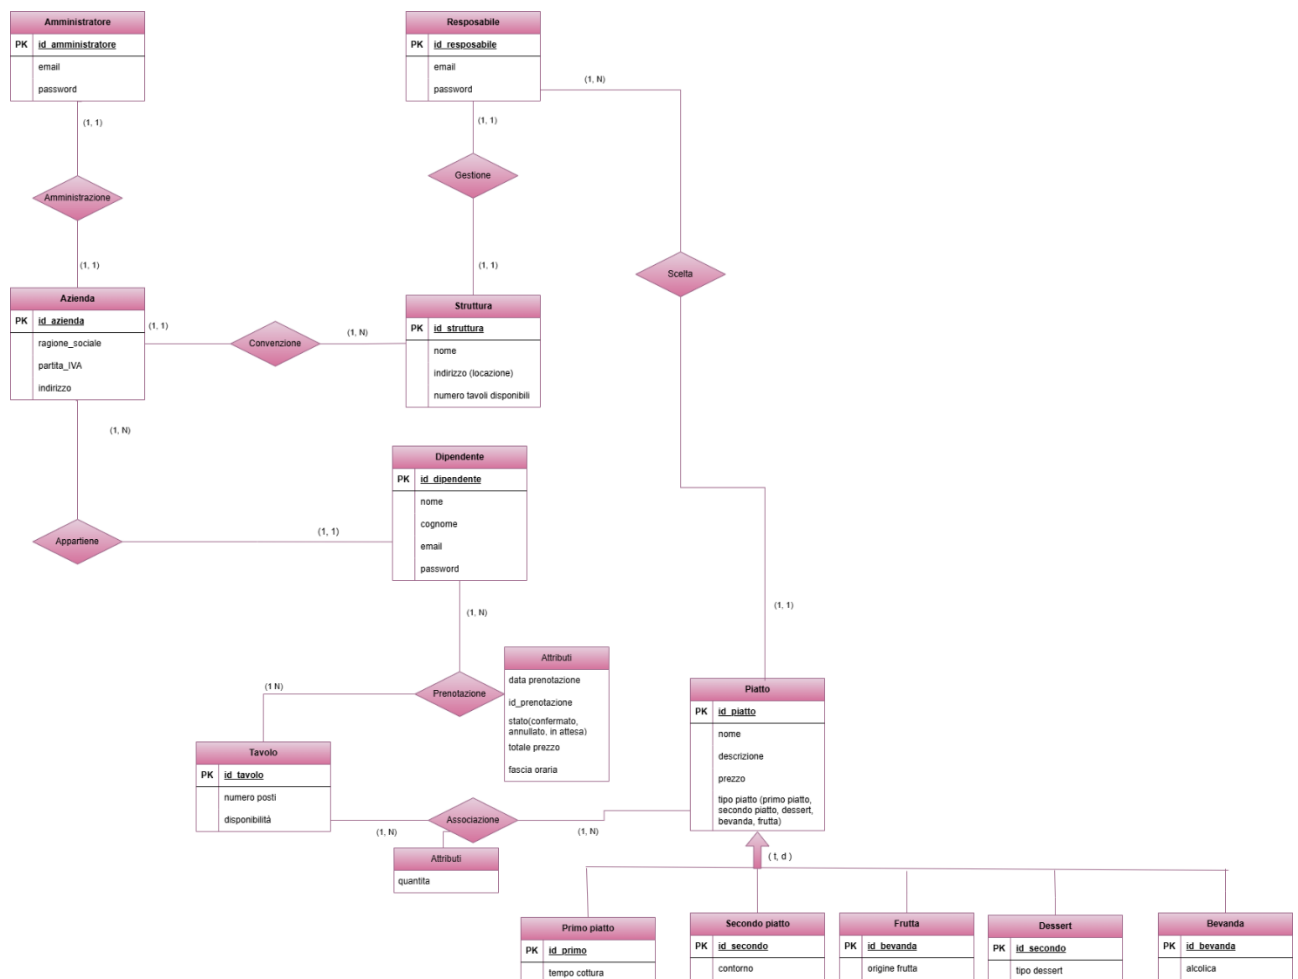 Amministratore
PK id_amministratore
email
password
(1, 1)
Amministrazione
(1, 1)
Resposabile
PK id_resposabile
email
password
(1, N)
(1, 1)
Gestione
(1, 1)
Scelta
Azienda
PK id_azienda
ragione_sociale
partita_IVA
indirizzo
(1, 1)
Convenzione
(1, N)
Struttura
PK id_struttura
nome
indirizzo (locazione)
numero tavoli disponibili
(1, N)
Appartiene
(1, 1)
Dipendente
PK id_dipendente
nome
cognome
email
password
(1, N)
(1, 1)
Prenotazione
(1 N)
Attributi
data prenotazione
id_prenotazione
stato(confermato,
annullato, in attesa)
totale prezzo
fascia oraria
Tavolo
PK id_tavolo
numero posti
disponibilità
(1, N)
Associazione
(1, N)
Attributi
quantita
Piatto
PK id_piatto
nome
descrizione
prezzo
tipo piatto (primo piatto,
secondo piatto, dessert,
bevanda, frutta)
( t, d )
Primo piatto
PK id_primo
tempo cottura
Secondo piatto
PK id_secondo
contorno
Frutta
PK id_bevanda
origine frutta
Dessert
PK id_secondo
tipo dessert
Bevanda
PK id_bevanda
alcolica